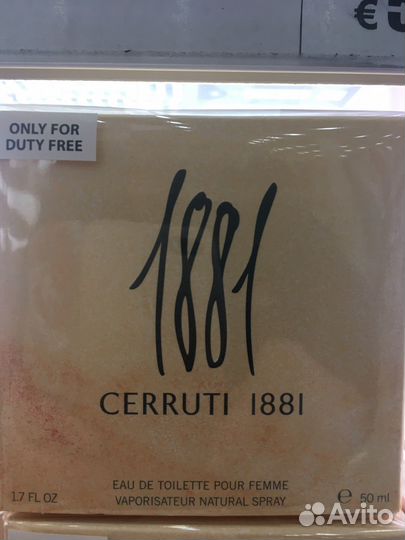 €
ONLY FOR
DUTY FREE
1881
CERRUTI 1881
EAU DE TOILETTE POUR FEMME
1.7 FL OZ
VAPORISATEUR NATURAL SPRAY
e 50 ml
Avito